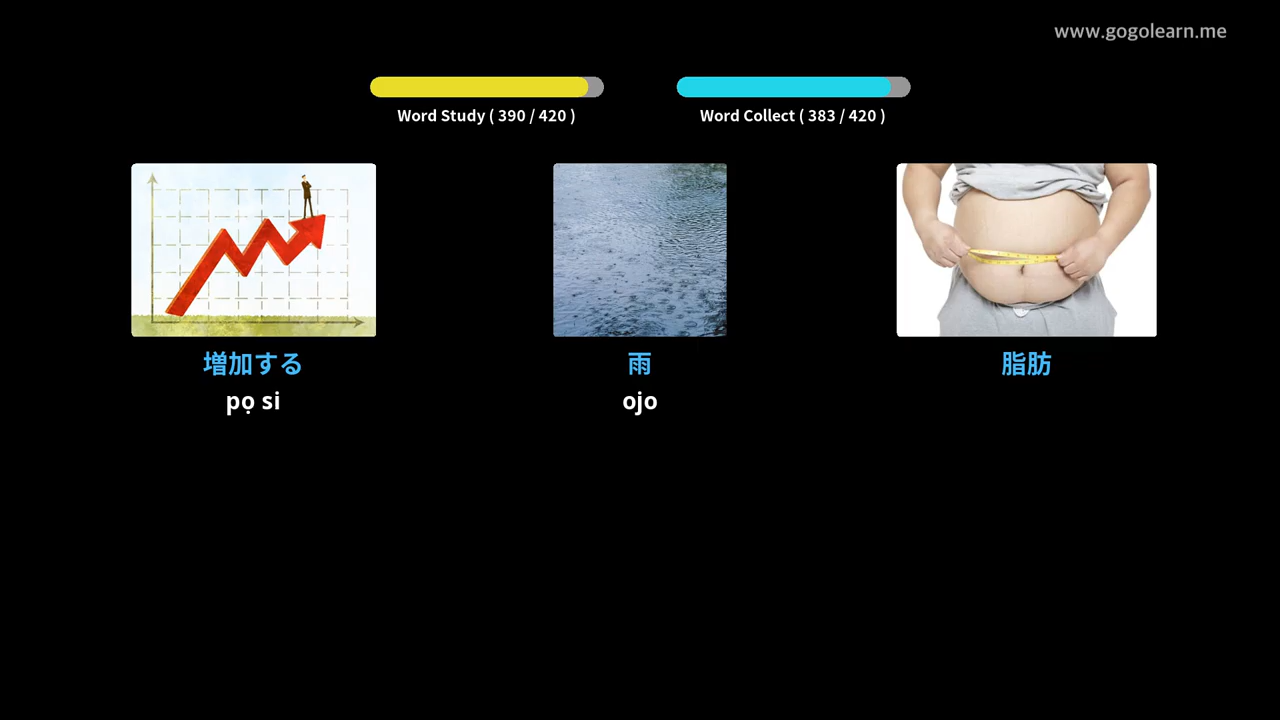 www.gogolearn.me
Word Study ( 390 / 420 )
Word Collect ( 383 / 420 )
増加する
pọ si
雨
ojo
脂肪